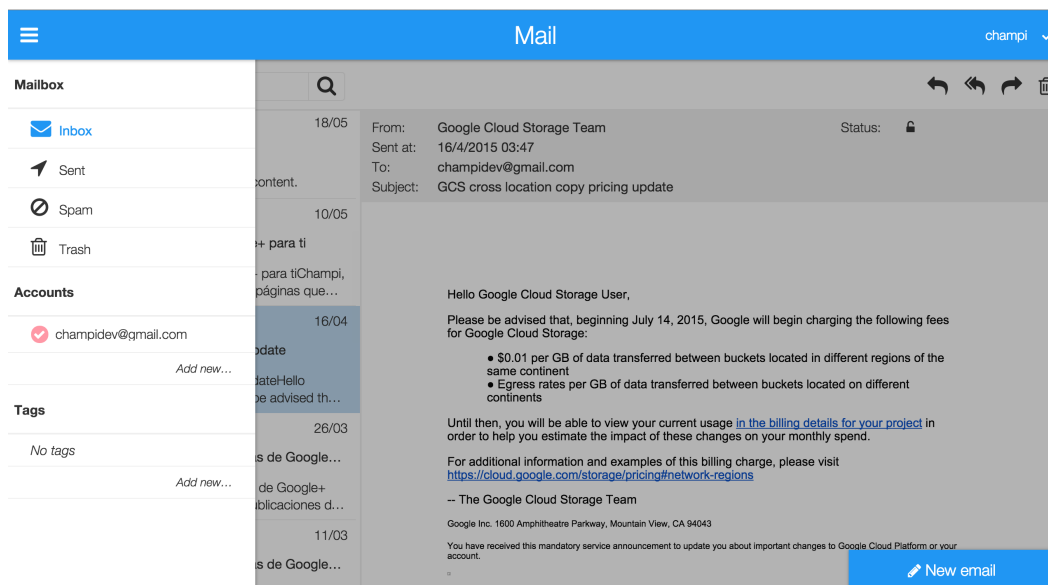 Mail
champi
Mailbox
Inbox
Sent
Spam
Trash
Accounts
champidev@gmail.com
Add new...
Tags
No tags
Add new...
18/05
content.
10/05
e+ para ti
para tiChampi,
páginas que...
16/04
update
dateHello
be advised th...
26/03
as de Google...
de Google+
ublicaciones d...
11/03
as de Google...
From: Google Cloud Storage Team
Status:
Sent at: 16/4/2015 03:47
To: champidev@gmail.com
Subject: GCS cross location copy pricing update
Hello Google Cloud Storage User,
Please be advised that, beginning July 14, 2015, Google will begin charging the following fees
for Google Cloud Storage:
● $0.01 per GB of data transferred between buckets located in different regions of the
same continent
● Egress rates per GB of data transferred between buckets located on different
continents
Until then, you will be able to view your current usage in the billing details for your project in
order to help you estimate the impact of these changes on your monthly spend.
For additional information and examples of this billing charge, please visit
https://cloud.google.com/storage/pricing#network-regions
-- The Google Cloud Storage Team
Google Inc. 1600 Amphitheatre Parkway, Mountain View, CA 94043
You have received this mandatory service announcement to update you about important changes to Google Cloud Platform or your
account.
New email